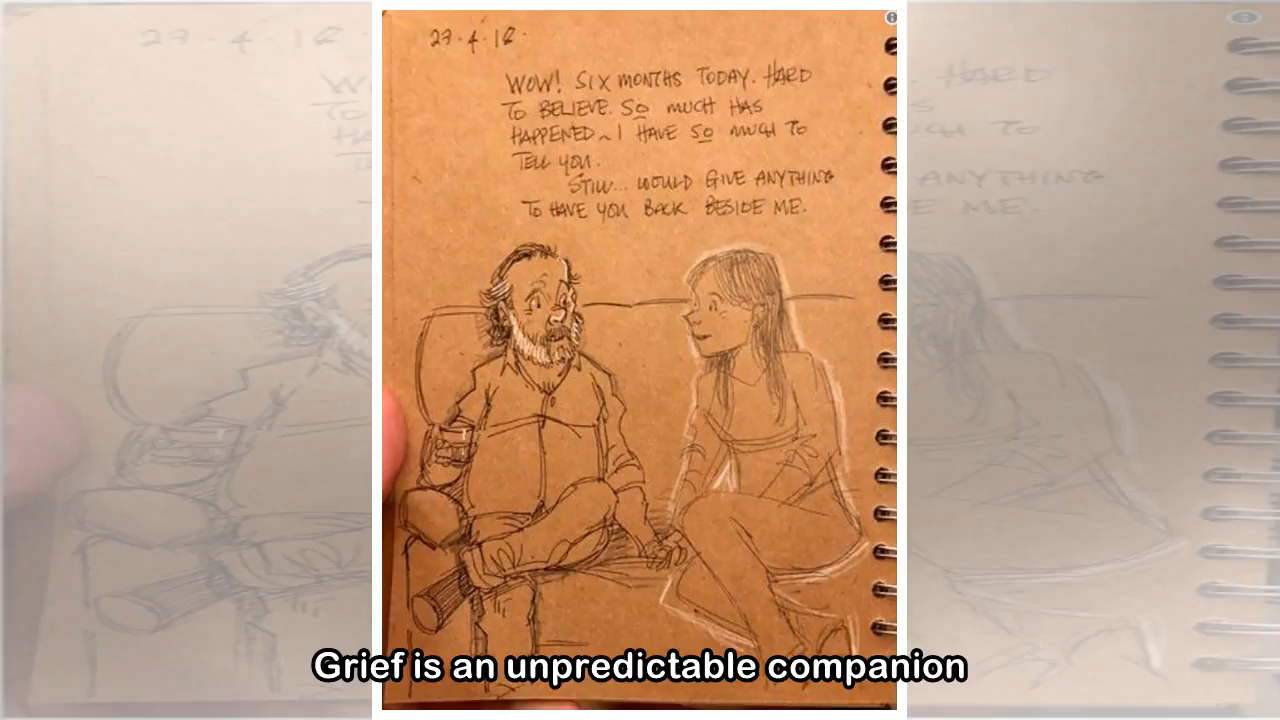 27.4.18.
WOW! SIX MONTHS TODAY. HARD
TO BELIEVE. SO MUCH HAS
HAPPENED~ I HAVE SO MUCH TO
TELL YOU.
STILL... WOULD GIVE ANYTHING
TO HAVE YOU BACK BESIDE ME.
Grief is an unpredictable companion